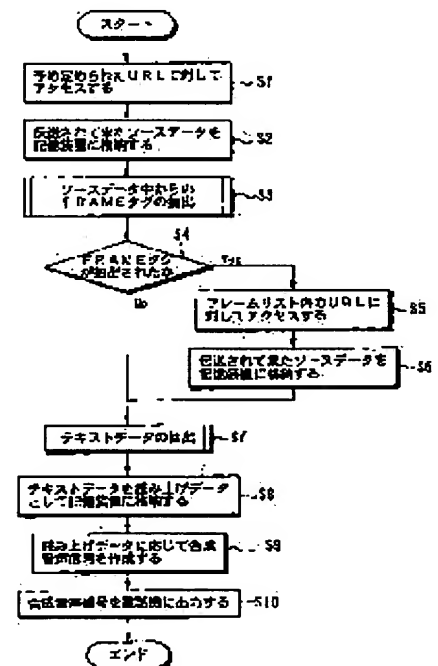 スタート
予め定められたURLに対して
アクセスする
S1
伝送されて来たソースデータを
記憶装置に格納する
S2
ソースデータ中からの
FRAMEタグの抽出
S3
S4
FRAMEタグ
が抽出されたか
Yes
No
フレームリスト内のURLに
対してアクセスする
S5
伝送されて来たソースデータを
記憶装置に格納する
S6
テキストデータの抽出
S7
テキストデータを読み上げデータ
として記憶装置に格納する
S8
読み上げデータに応じて合成
音声信号を作成する
S9
合成音声信号を電話機に出力する
S10
エンド